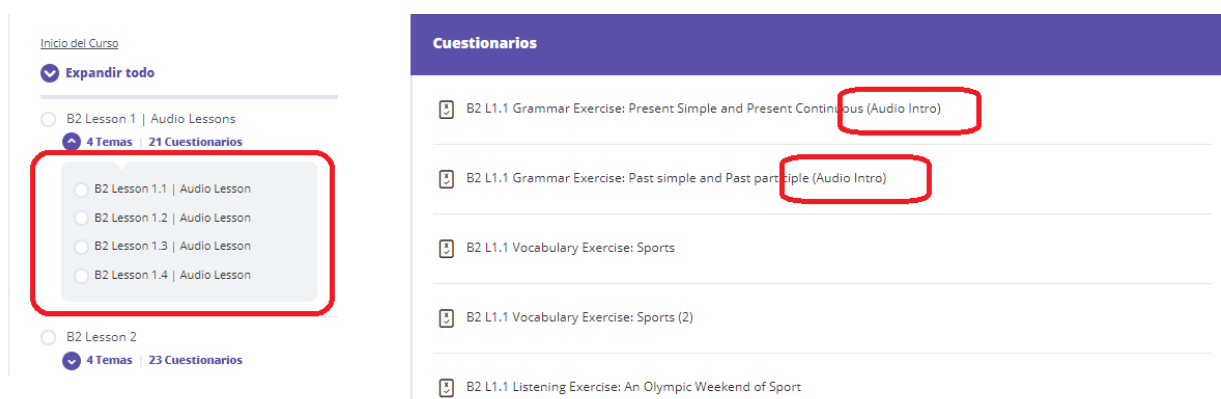 Inicio del Curso
Expandir todo
B2 Lesson 1 | Audio Lessons
4 Temas | 21 Cuestionarios
B2 Lesson 1.1 | Audio Lesson
B2 Lesson 1.2 | Audio Lesson
B2 Lesson 1.3 | Audio Lesson
B2 Lesson 1.4 | Audio Lesson
B2 Lesson 2
4 Temas | 23 Cuestionarios
Cuestionarios
B2 L1.1 Grammar Exercise: Present Simple and Present Continuous (Audio Intro)
B2 L1.1 Grammar Exercise: Past simple and Past participle (Audio Intro)
B2 L1.1 Vocabulary Exercise: Sports
B2 L1.1 Vocabulary Exercise: Sports (2)
B2 L1.1 Listening Exercise: An Olympic Weekend of Sport